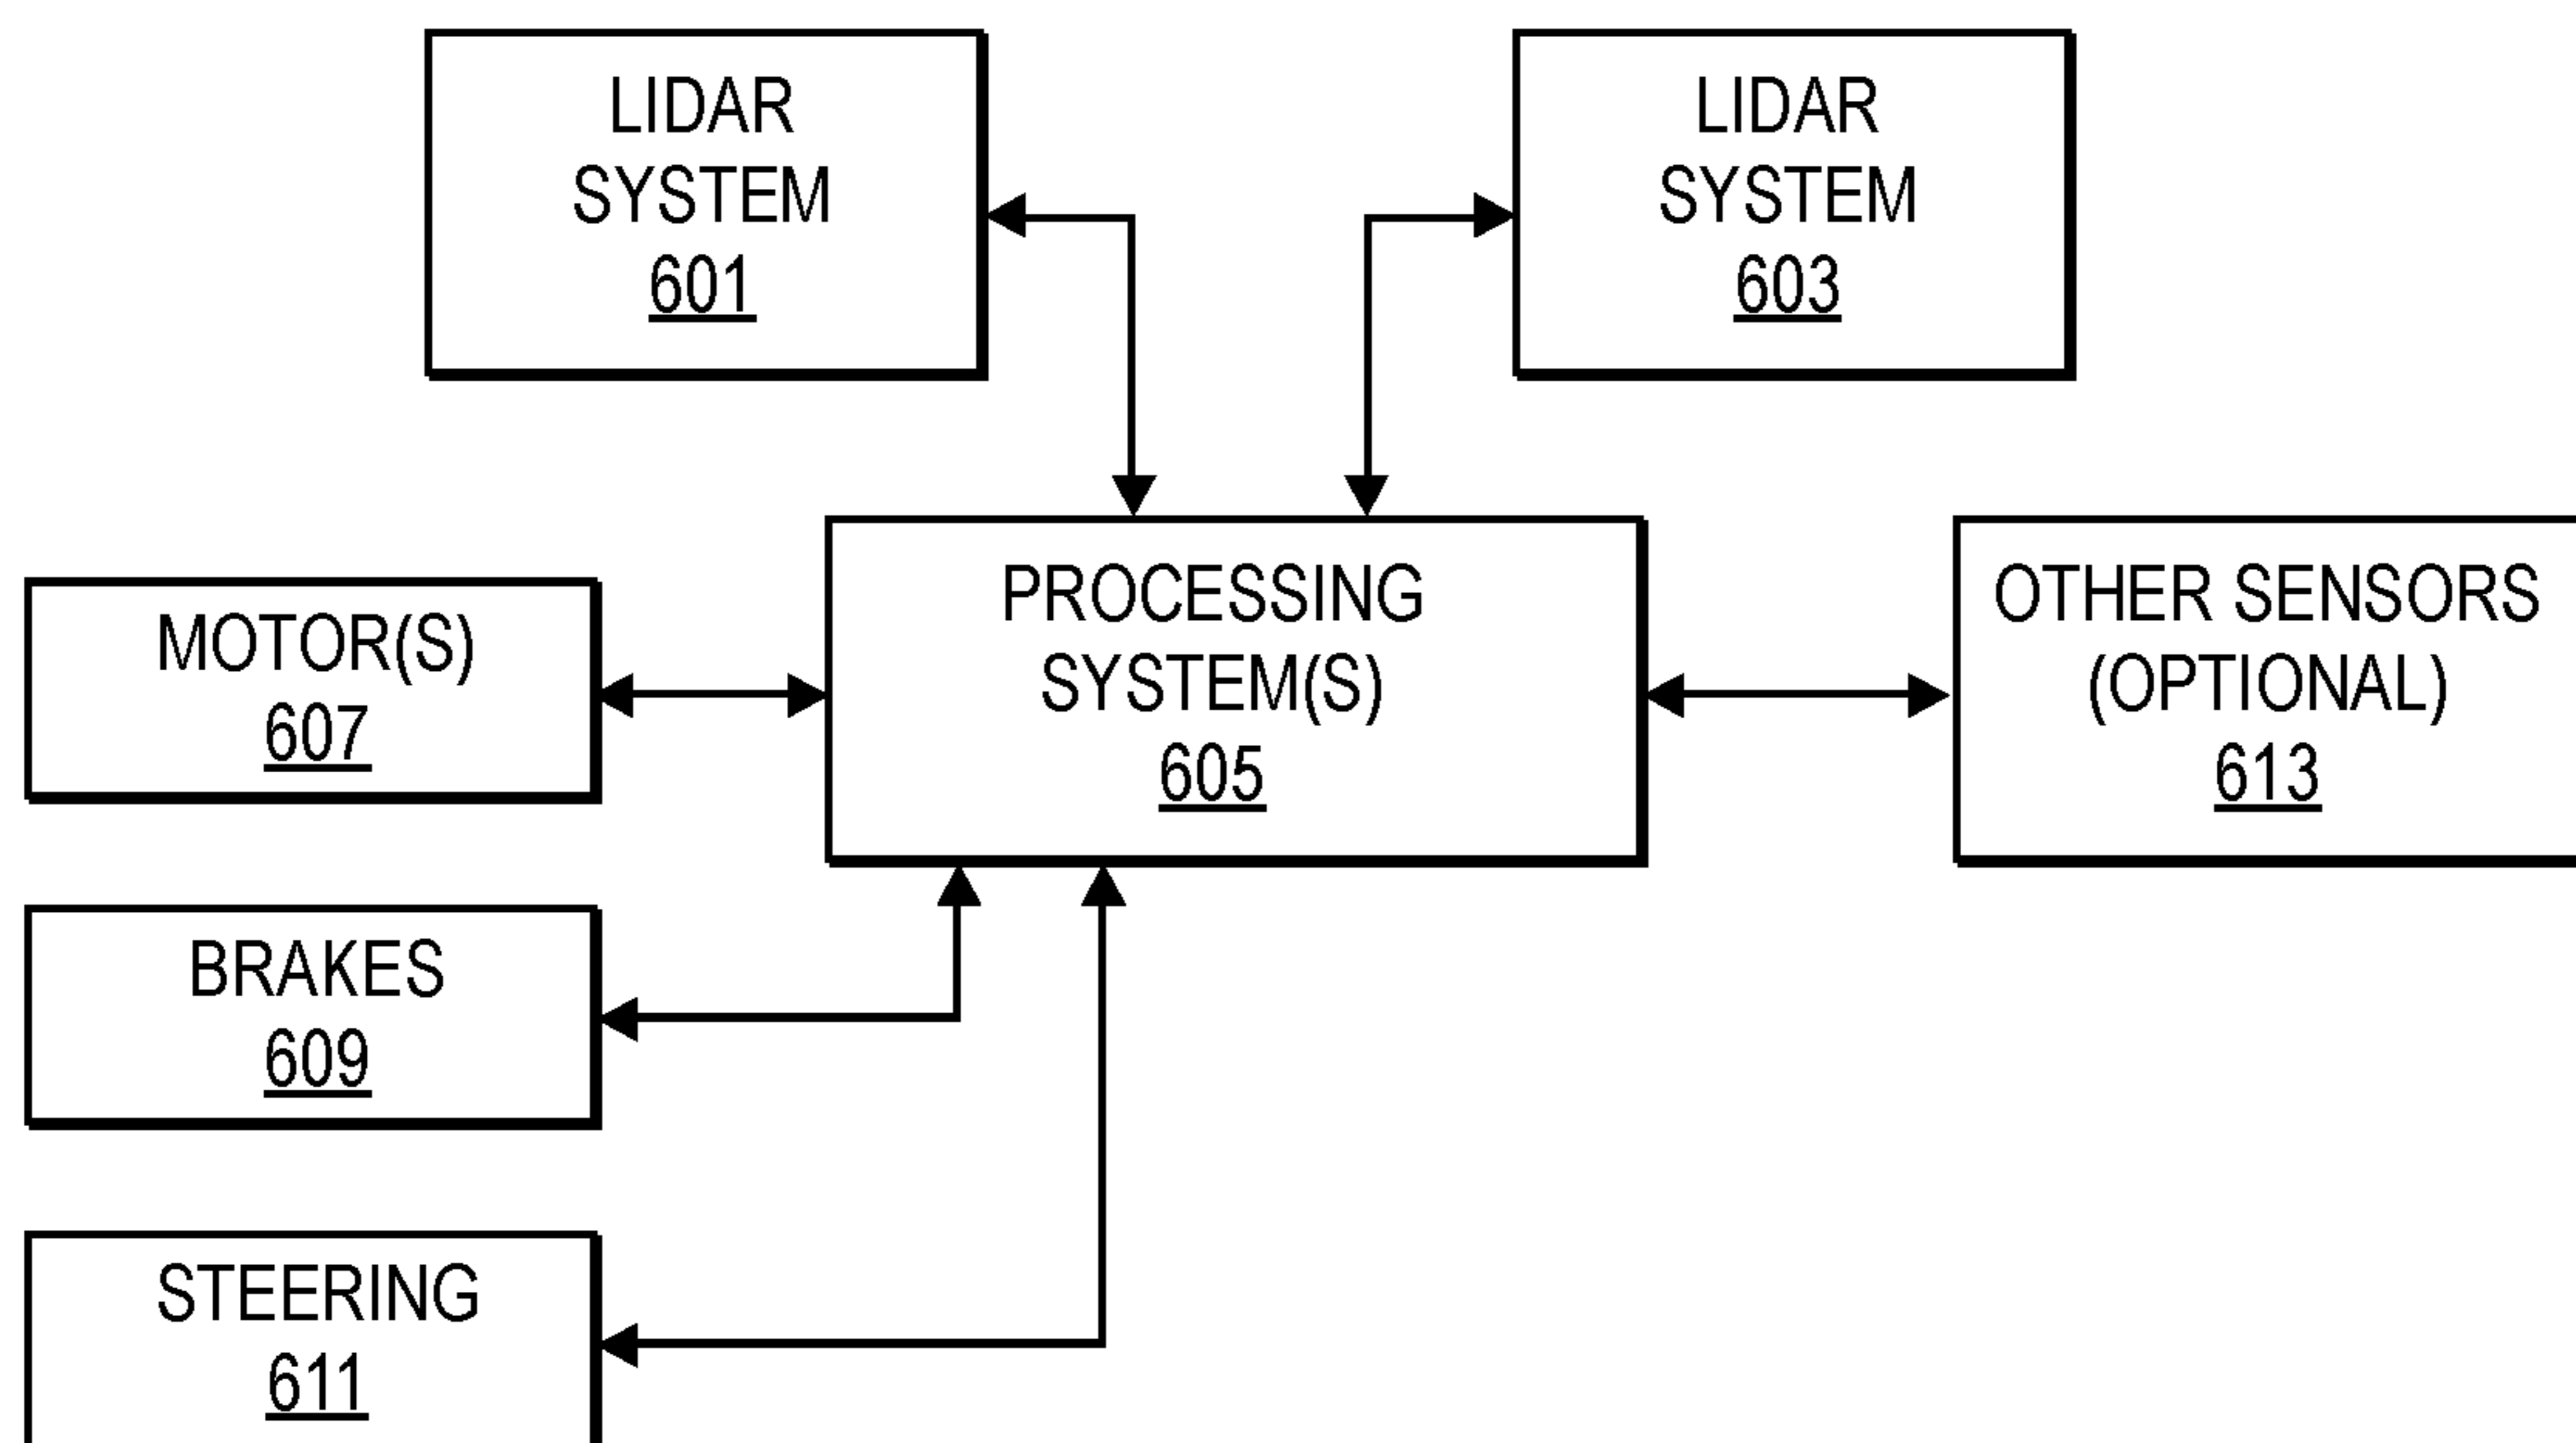 LIDAR
SYSTEM
601
LIDAR
SYSTEM
603
MOTOR(S)
607
PROCESSING
SYSTEM(S)
605
OTHER SENSORS
(OPTIONAL)
613
BRAKES
609
STEERING
611